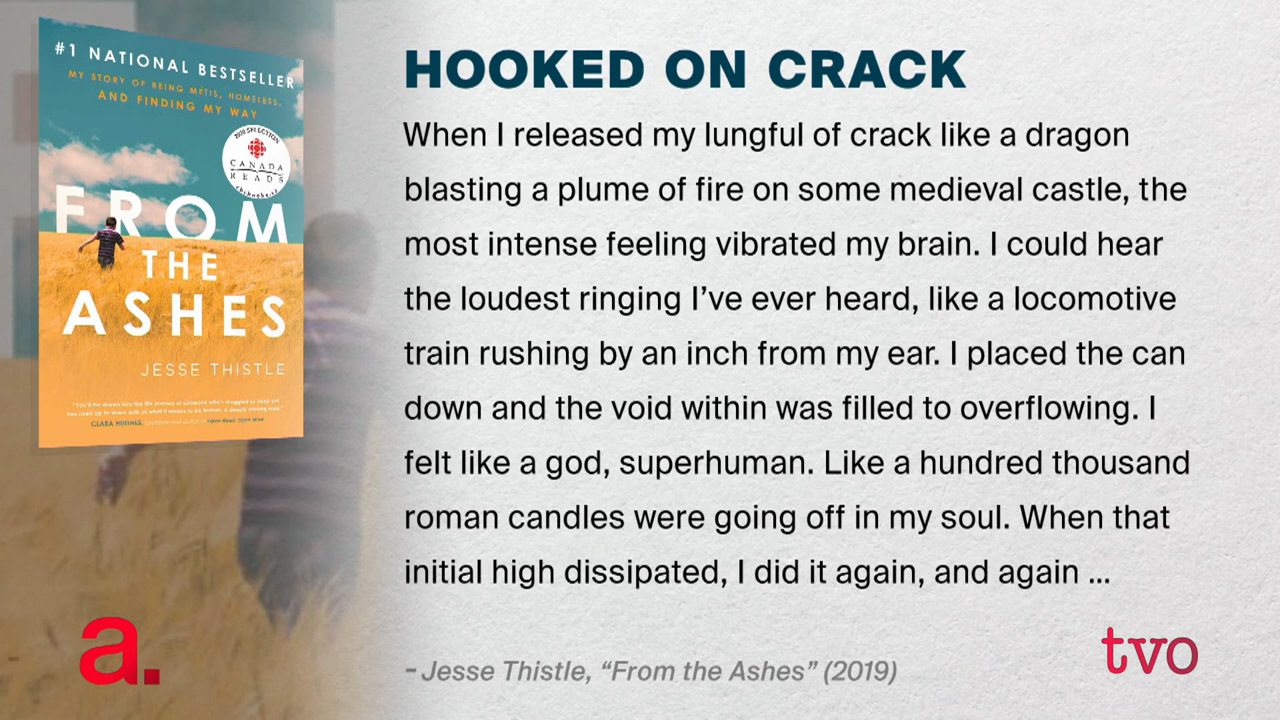 #1 NATIONAL BESTSELLER
MY STORY OF BEING MÉTIS, HOMELESS,
AND FINDING MY WAY
2020 SELECTION
CANADA
READS
FROM
THE
ASHES
JESSE THISTLE
CLARA HUGHES,
HOOKED ON CRACK
When I released my lungful of crack like a dragon
blasting a plume of fire on some medieval castle, the
most intense feeling vibrated my brain. I could hear
the loudest ringing I’ve ever heard, like a locomotive
train rushing by an inch from my ear. I placed the can
down and the void within was filled to overflowing. I
felt like a god, superhuman. Like a hundred thousand
roman candles were going off in my soul. When that
initial high dissipated, I did it again, and again ...
– Jesse Thistle, “From the Ashes” (2019)
a.
tvo